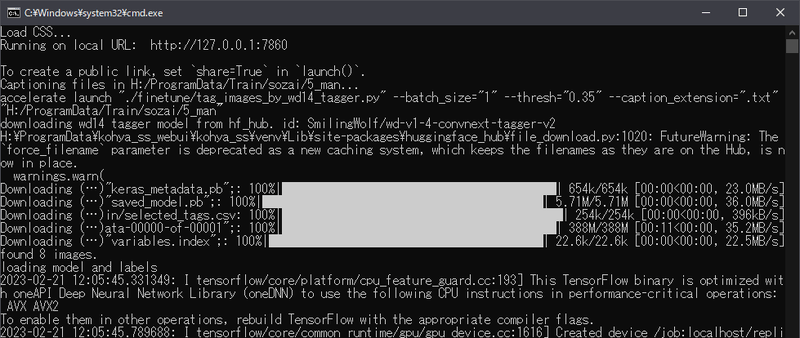 C:¥Windows¥system32¥cmd.exe
Load CSS...
Running on local URL:  http://127.0.0.1:7860
To create a public link, set `share=True` in `launch()`.
Captioning files in H:/ProgramData/Train/sozai/5_man...
accelerate launch "./finetune/tag_images_by_wd14_tagger.py" --batch_size="1" --thresh="0.35" --caption_extension=".txt"
"H:/ProgramData/Train/sozai/5_man"
downloading wd14 tagger model from hf_hub. id: SmilingWolf/wd-v1-4-convnext-tagger-v2
H:¥ProgramData¥kohya_ss_webui¥kohya_ss¥venv¥Lib¥site-packages¥huggingface_hub¥file_download.py:1020: FutureWarning: The
`force_filename` parameter is deprecated as a new caching system, which keeps the filenames as they are on the Hub, is n
ow in place.
warnings.warn(
Downloading (…)"keras_metadata.pb";: 100%| | 654k/654k [00:00<00:00, 23.0MB/s]
Downloading (…)"saved_model.pb";: 100%| | 5.71M/5.71M [00:00<00:00, 36.0MB/s]
Downloading (…)in/selected_tags.csv: 100%| | 254k/254k [00:00<00:00, 396kB/s]
Downloading (…)ata-00000-of-00001";: 100%| | 388M/388M [00:11<00:00, 35.2MB/s]
Downloading (…)"variables.index";: 100%| | 22.6k/22.6k [00:00<00:00, 22.5MB/s]
found 8 images.
loading model and labels
2023-02-21 12:05:45.331349: I tensorflow/core/platform/cpu_feature_guard.cc:193] This TensorFlow binary is optimized wit
h oneAPI Deep Neural Network Library (oneDNN) to use the following CPU instructions in performance-critical operations:
AVX AVX2
To enable them in other operations, rebuild TensorFlow with the appropriate compiler flags.
2023-02-21 12:05:45.789688: I tensorflow/core/common_runtime/gpu/gpu_device.cc:1616] Created device /job:localhost/repli